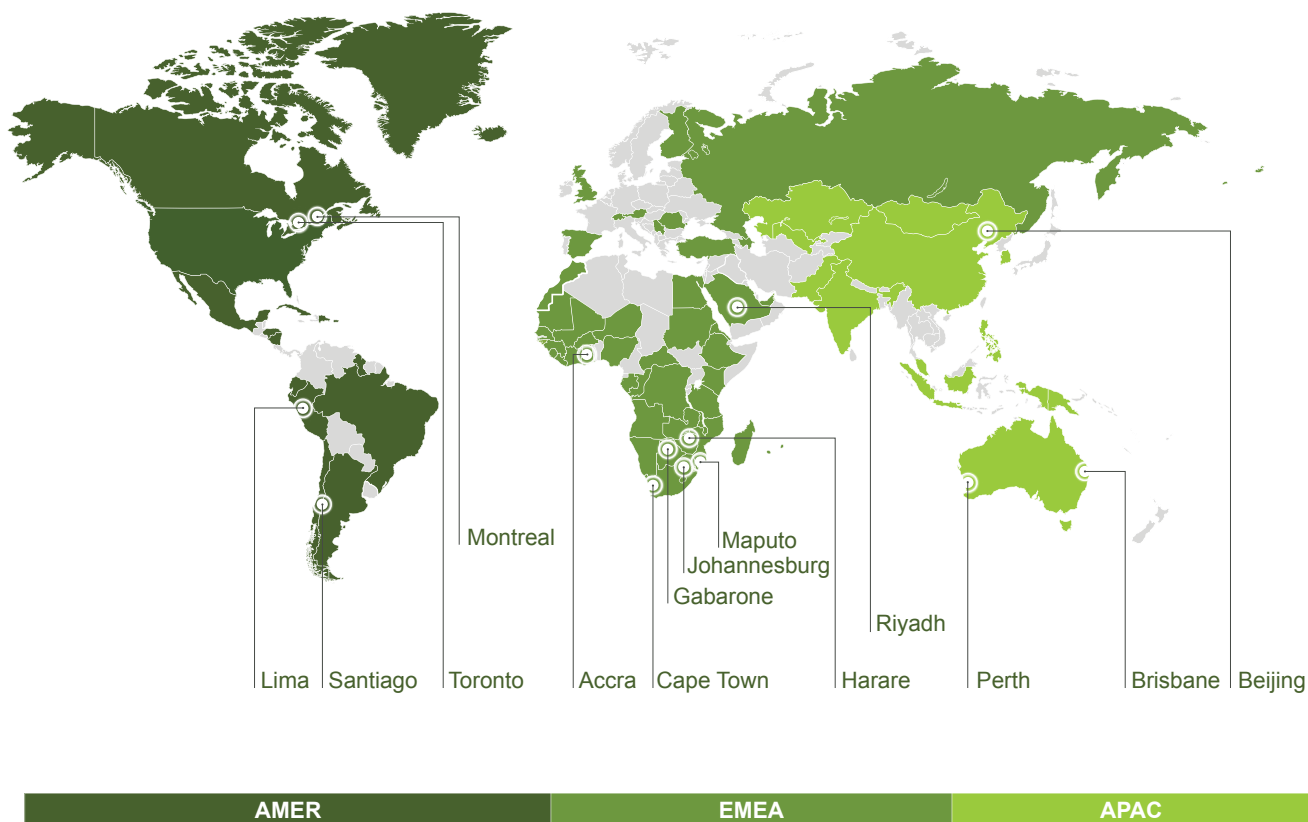 Montreal
Maputo
Johannesburg
Gabarone
Riyadh
Lima
Santiago
Toronto
Accra
Cape Town
Harare
Perth
Brisbane
Beijing
AMER
EMEA
APAC